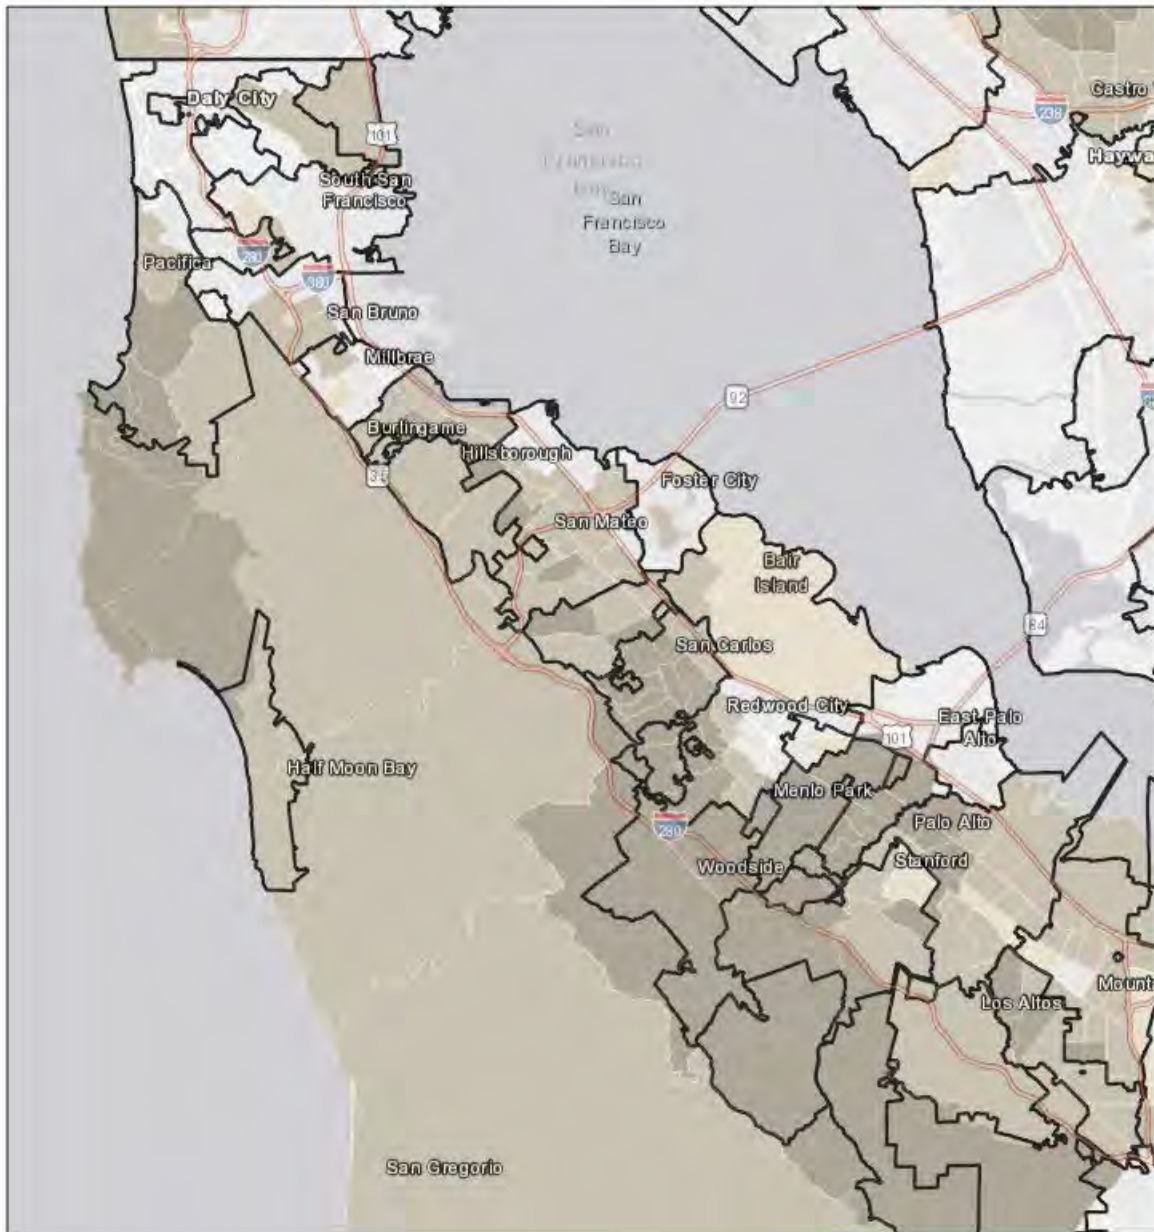 Castro
238
Daly City
101
Haywa
San
Francisco
San
Francisco
Bay
South San
Francisco
280
Pacifica
380
San Bruno
Millbrae
92
Burlingame
Hillsborough
35
Foster City
San Mateo
Bair
Island
84
San Carlos
Redwood City
East Palo
Alto
101
Half Moon Bay
Menlo Park
280
Palo Alto
Woodside
Stanford
Mount
Los Altos
San Gregorio